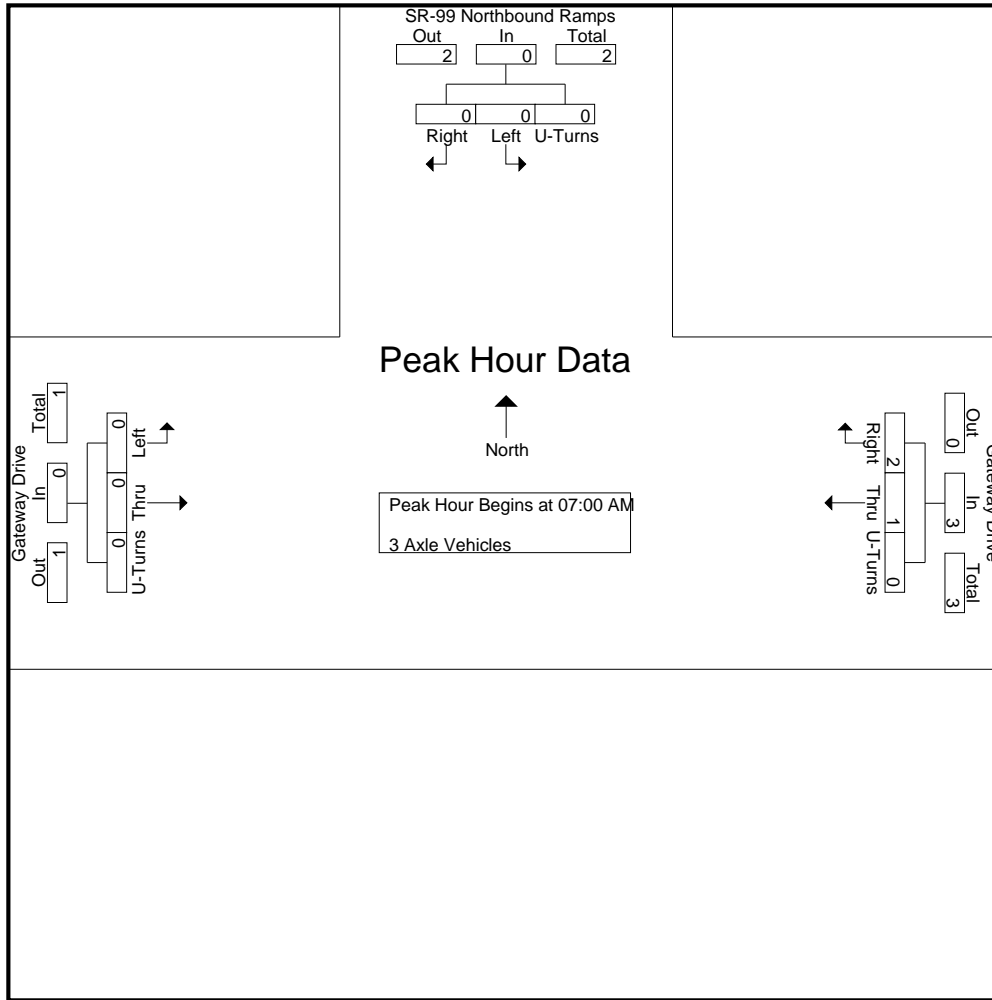 SR-99 Northbound Ramps
Out In Total
2 0 2
0 0 0
Right Left U-Turns
Peak Hour Data
North
Peak Hour Begins at 07:00 AM
3 Axle Vehicles
Gateway Drive
Total In Out
1 0 1
0 0 0
Left Thru U-Turns
Right Thru U-Turns
2 1 0
0 3 3
Out In Total
Gateway Drive